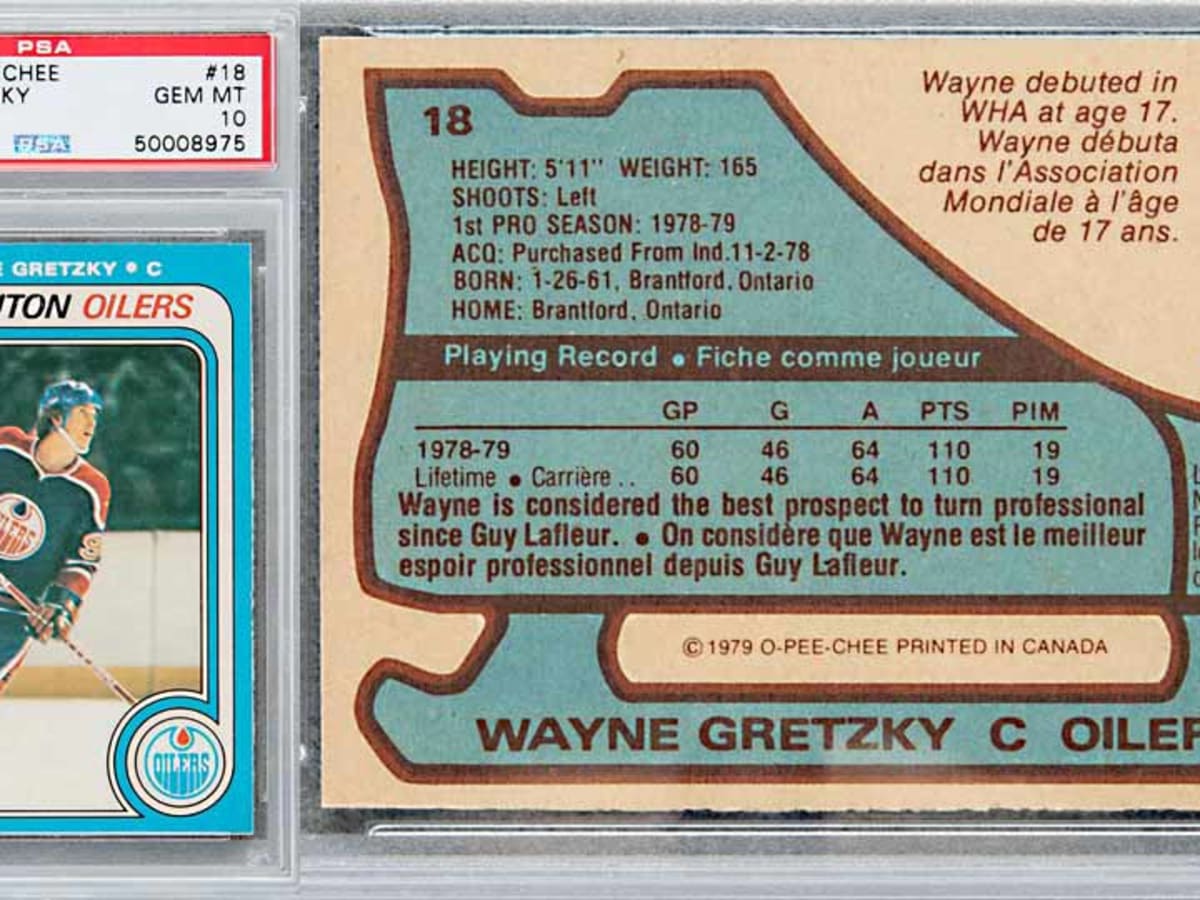 PSA
CHEE #18
KY GEM MT
10
PSA 50008975
E GRETZKY • C
NTON OILERS
OILERS
18
HEIGHT: 5'11" WEIGHT: 165
SHOOTS: Left
1st PRO SEASON: 1978-79
ACQ: Purchased From Ind.11-2-78
BORN: 1-26-61, Brantford, Ontario
HOME: Brantford, Ontario
Wayne debuted in
WHA at age 17.
Wayne débuta
dans l'Association
Mondiale à l'âge
de 17 ans.
Playing Record • Fiche comme joueur
GP G A PTS PIM
1978-79 60 46 64 110 19
Lifetime • Carrière .. 60 46 64 110 19
Wayne is considered the best prospect to turn professional
since Guy Lafleur. • On considère que Wayne est le meilleur
espoir professionnel depuis Guy Lafleur.
© 1979 O-PEE-CHEE PRINTED IN CANADA
WAYNE GRETZKY C OILER